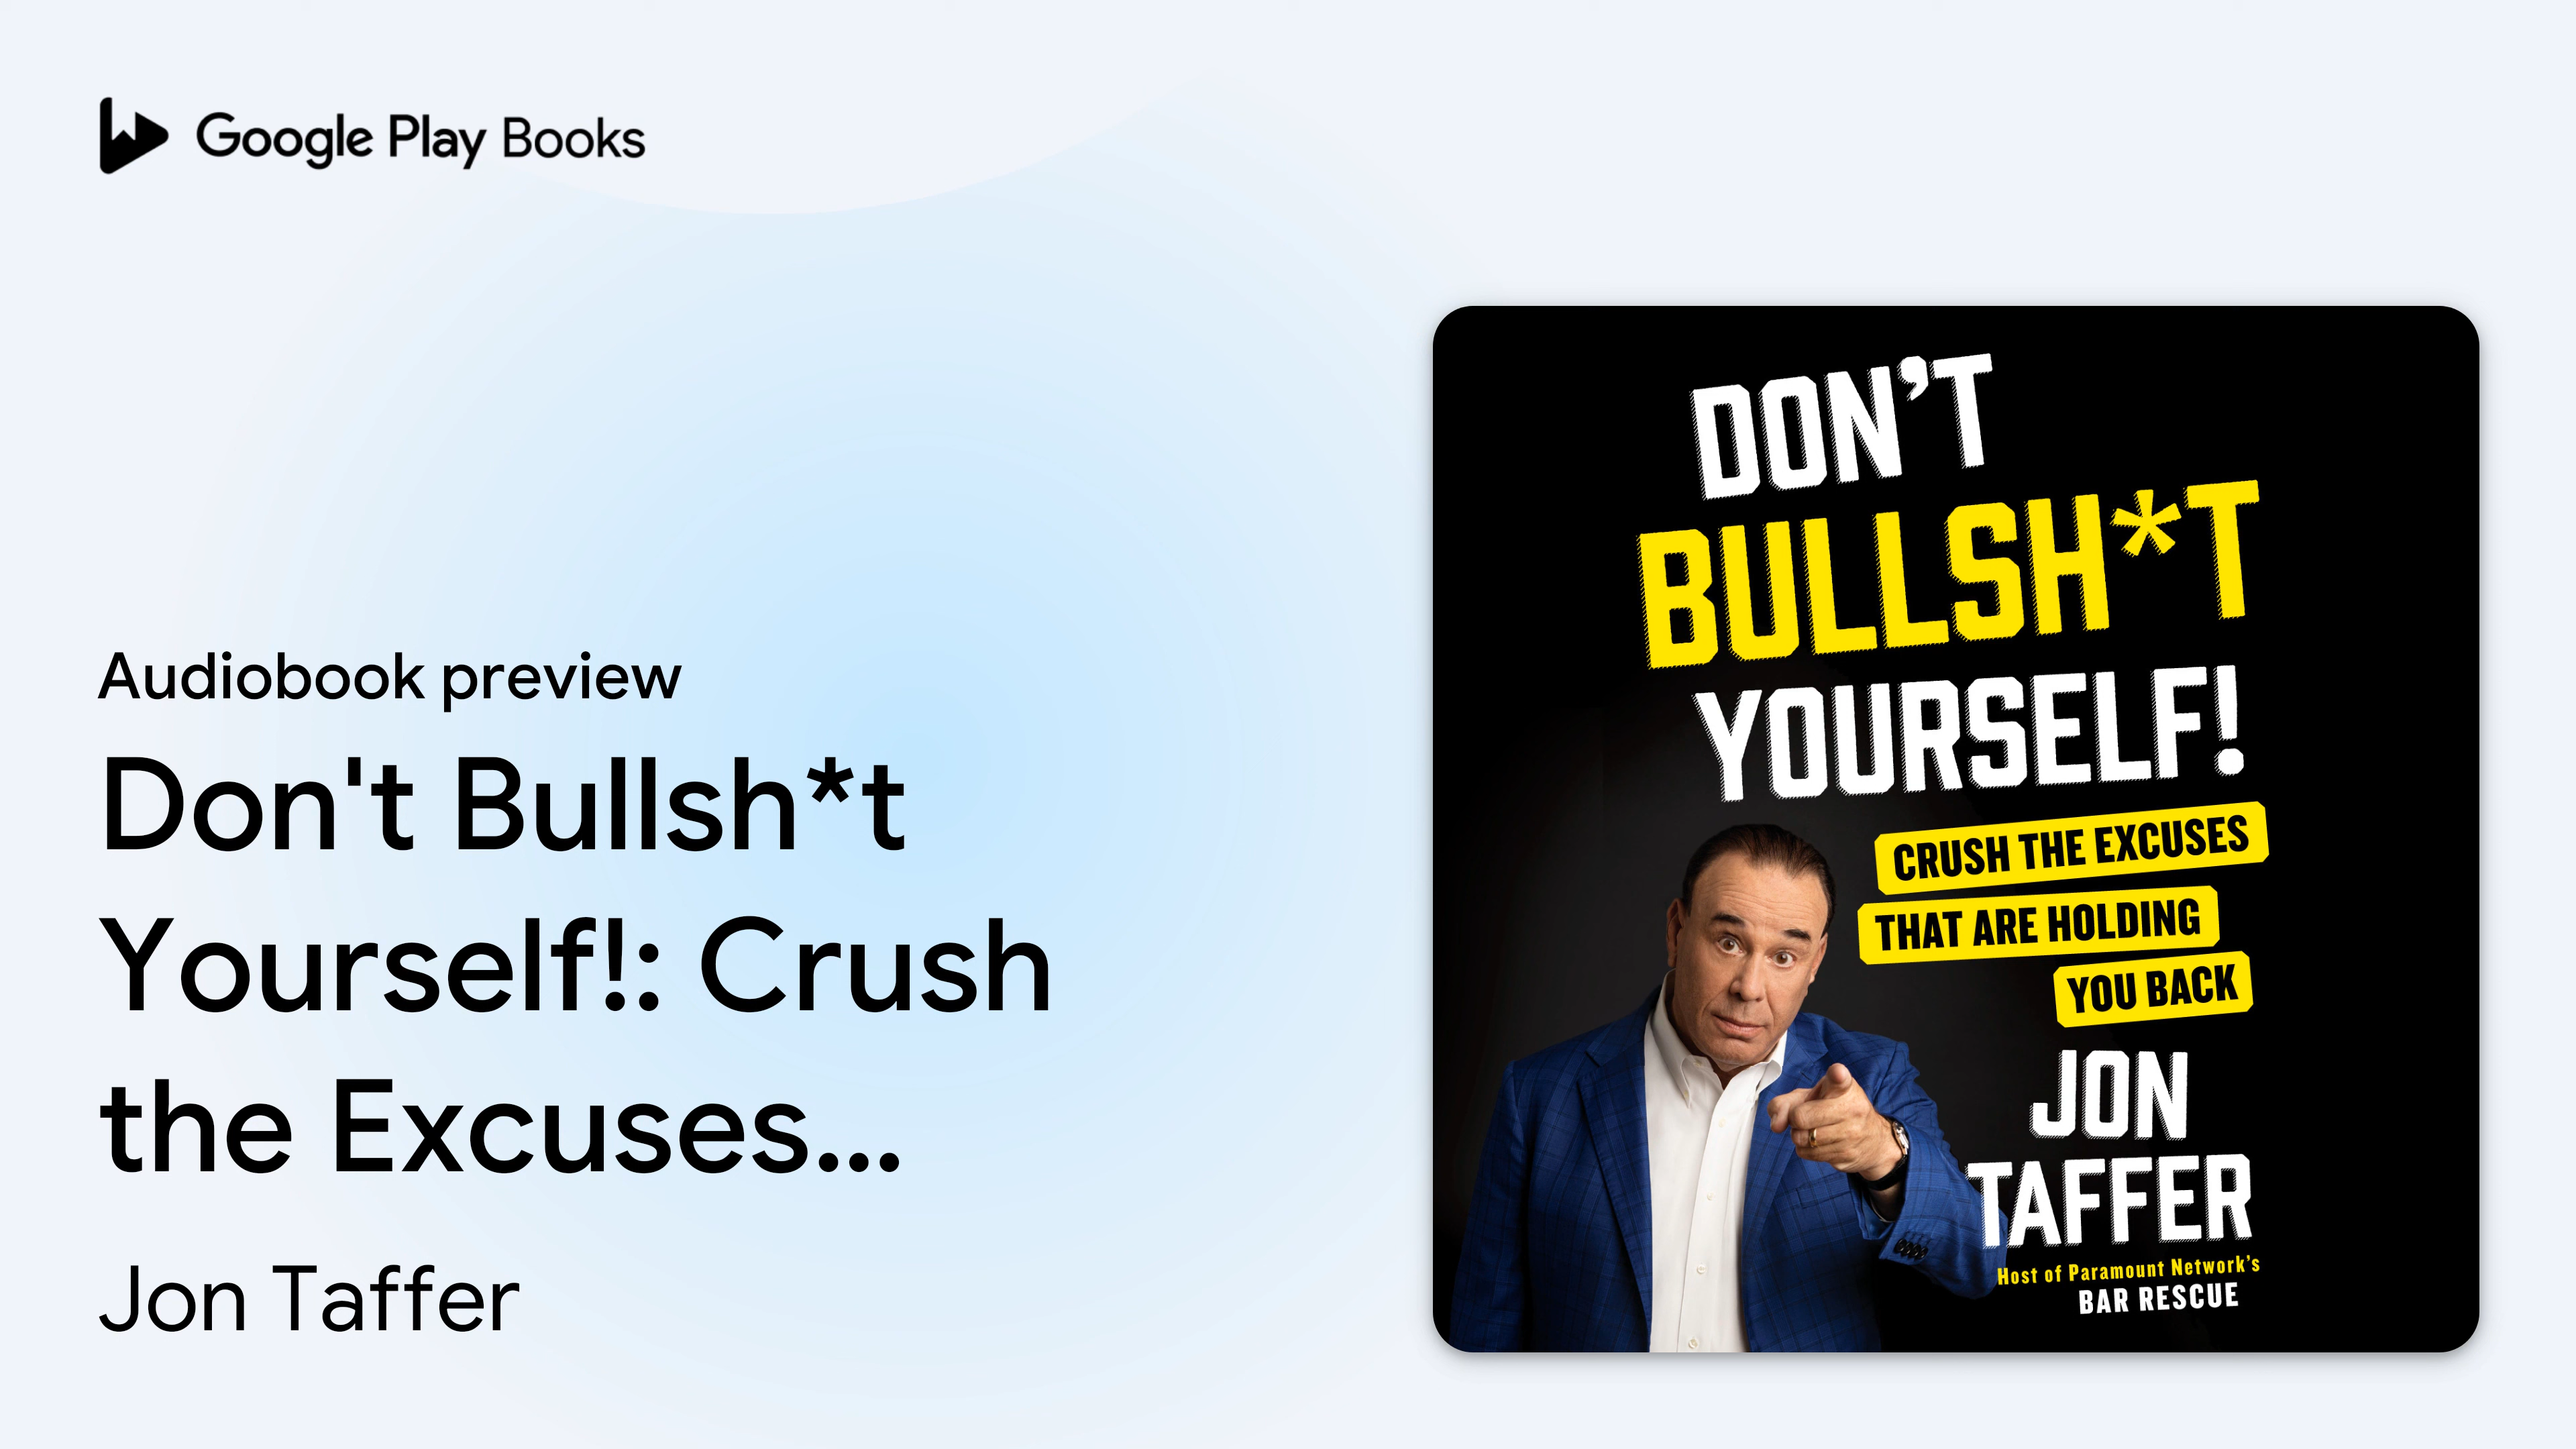 Google Play Books
Audiobook preview
Don't Bullsh*t
Yourself!: Crush
the Excuses...
Jon Taffer
DON'T
BULLSH*T
YOURSELF!
CRUSH THE EXCUSES
THAT ARE HOLDING
YOU BACK
JON
TAFFER
Host of Paramount Network's
BAR RESCUE